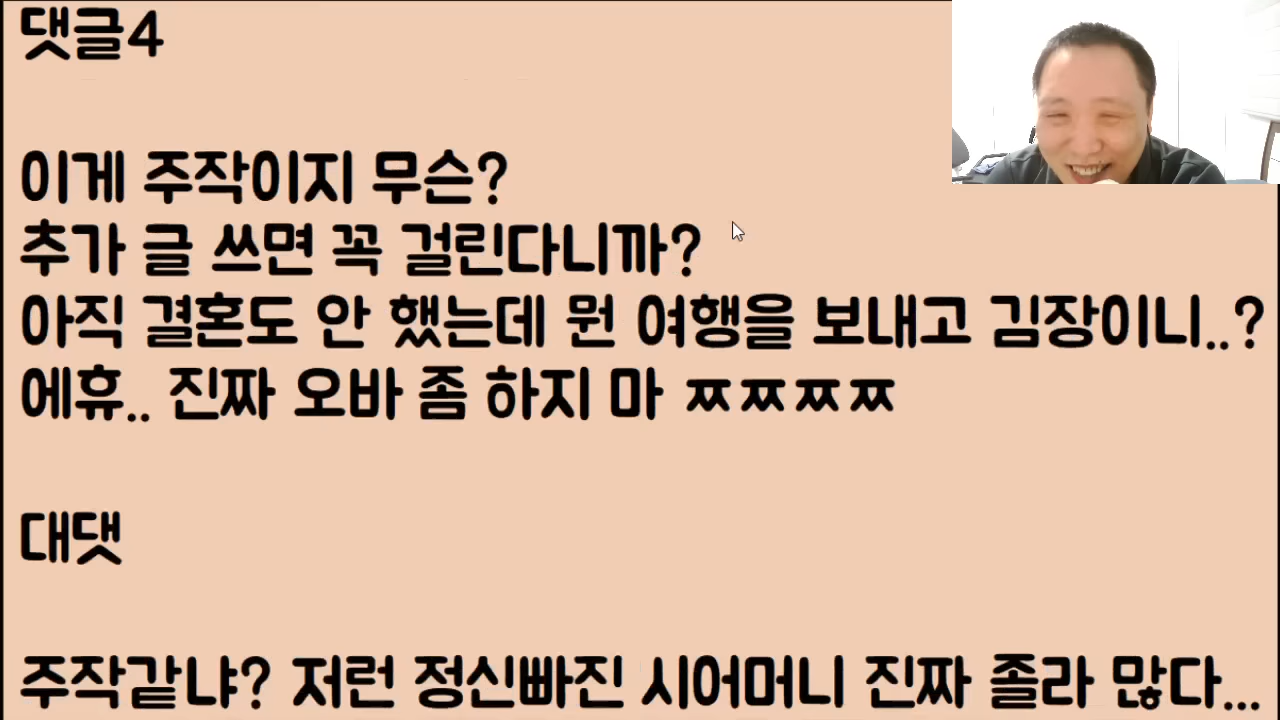 댓글4
이게 주작이지 무슨?
추가 글 쓰면 꼭 걸린다니까?
아직 결혼도 안 했는데 뭔 여행을 보내고 김장이니..?
에휴.. 진짜 오바 좀 하지 마 ㅉㅉㅉㅉ
대댓
주작같냐? 저런 정신빠진 시어머니 진짜 졸라 많다...